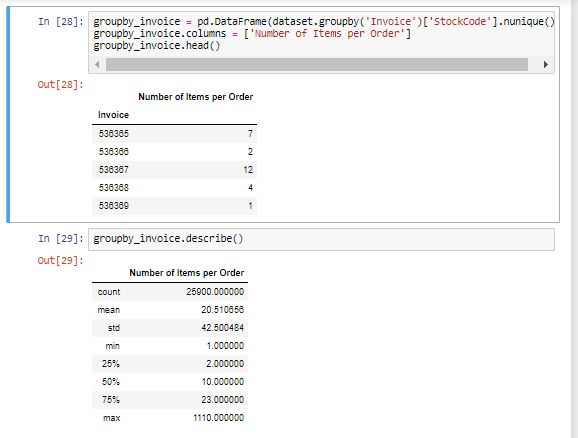 In [28]: groupby_invoice = pd.DataFrame(dataset.groupby('Invoice')['StockCode'].nunique()
groupby_invoice.columns = ['Number of Items per Order']
groupby_invoice.head()
Out[28]:
Number of Items per Order
Invoice
536365 7
536366 2
536367 12
536368 4
536369 1
In [29]: groupby_invoice.describe()
Out[29]:
Number of Items per Order
count 25900.000000
mean 20.510656
std 42.500484
min 1.000000
25% 2.000000
50% 10.000000
75% 23.000000
max 1110.000000